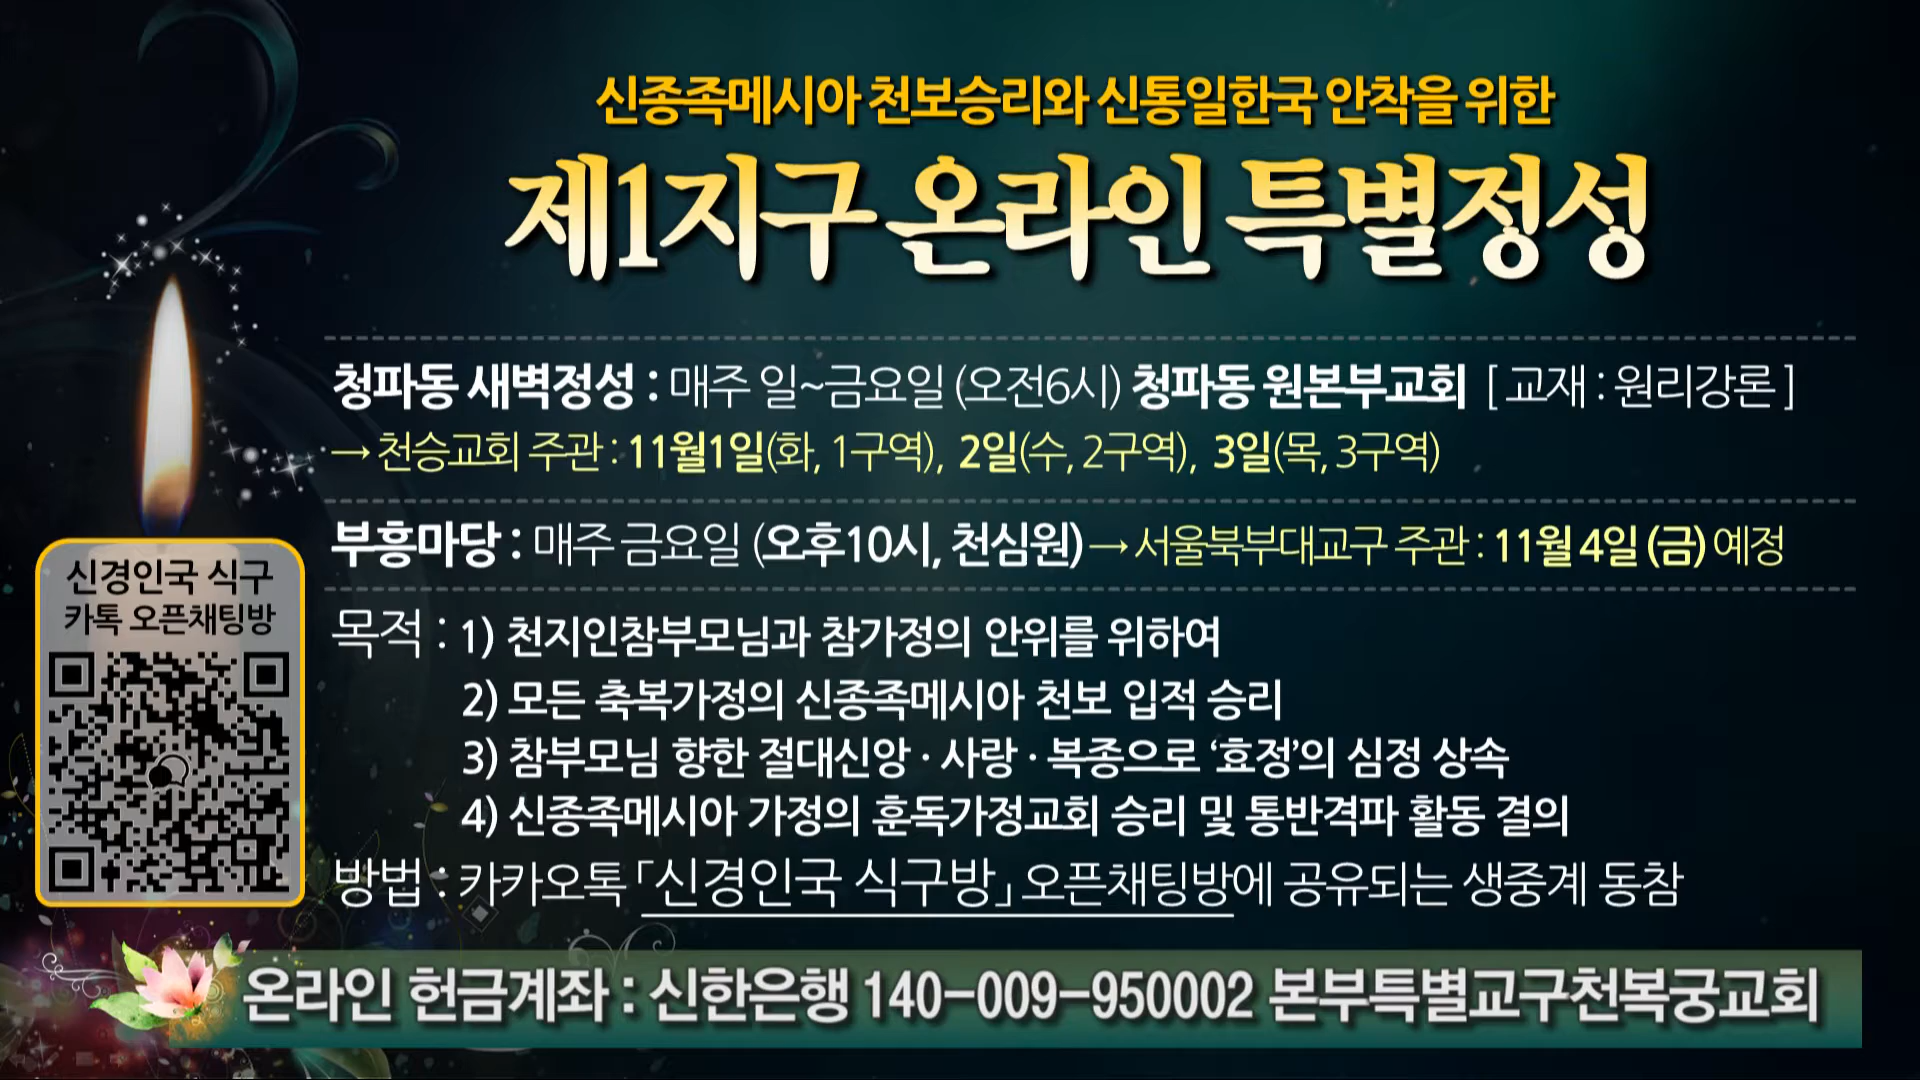 신종족메시아 천보승리와 신통일한국 안착을 위한
제1지구 온라인 특별정성
청파동 새벽정성 : 매주 일~금요일 (오전6시) 청파동 원본부교회 [ 교재 : 원리강론 ]
→ 천승교회 주관 : 11월1일(화, 1구역), 2일(수, 2구역), 3일(목, 3구역)
부흥마당 : 매주 금요일 (오후10시, 천심원) → 서울북부대교구 주관 : 11월 4일 (금) 예정
목적 : 1) 천지인참부모님과 참가정의 안위를 위하여
2) 모든 축복가정의 신종족메시아 천보 입적 승리
3) 참부모님 향한 절대신앙 · 사랑 · 복종으로 ‘효정’의 심정 상속
4) 신종족메시아 가정의 훈독가정교회 승리 및 통반격파 활동 결의
방법 : 카카오톡 「신경인국 식구방」 오픈채팅방에 공유되는 생중계 동참
신경인국 식구
카톡 오픈채팅방
온라인 헌금계좌 : 신한은행 140-009-950002 본부특별교구천복궁교회